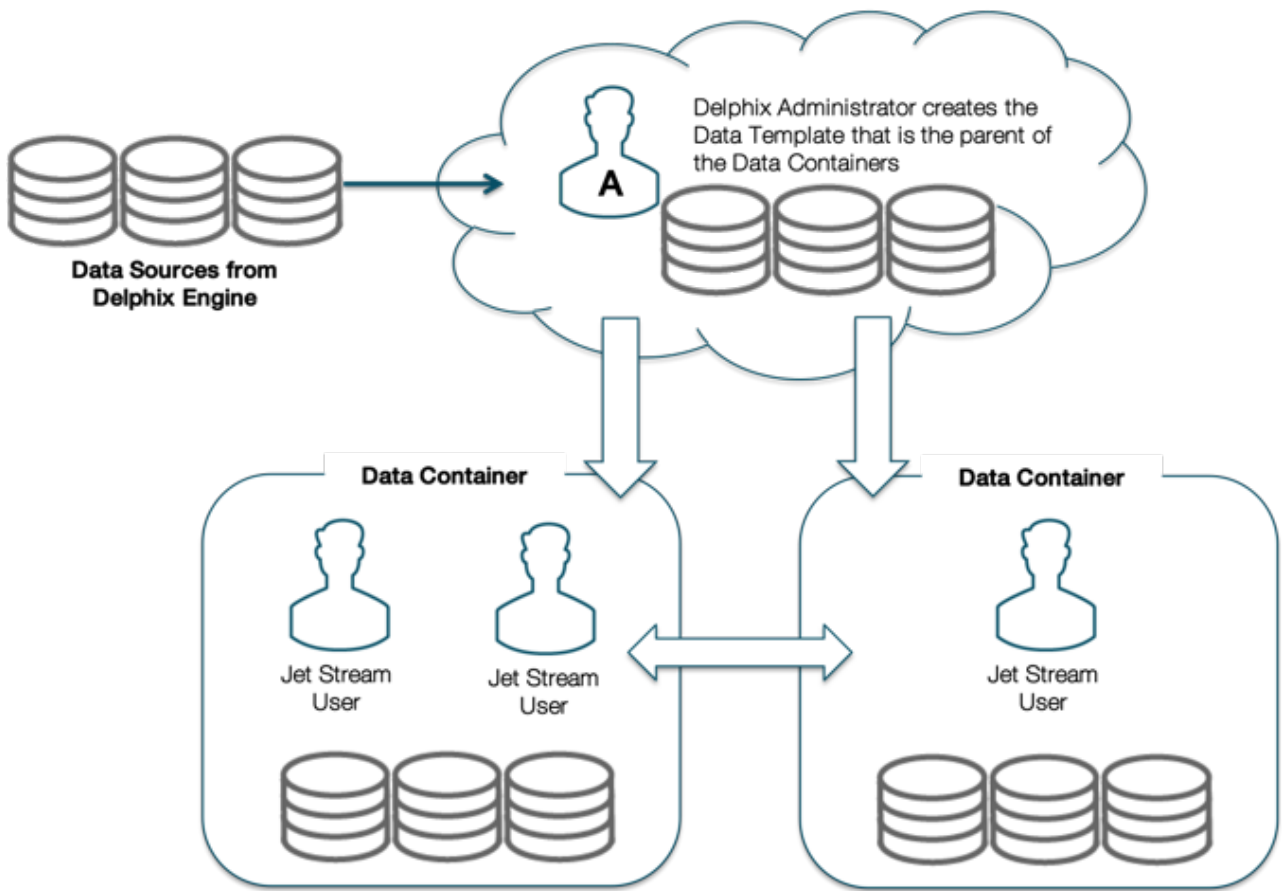 Delphix Administrator creates the
Data Template that is the parent of
the Data Containers
A
Data Sources from
Delphix Engine
Data Container
Data Container
Jet Stream
User
Jet Stream
User
Jet Stream
User